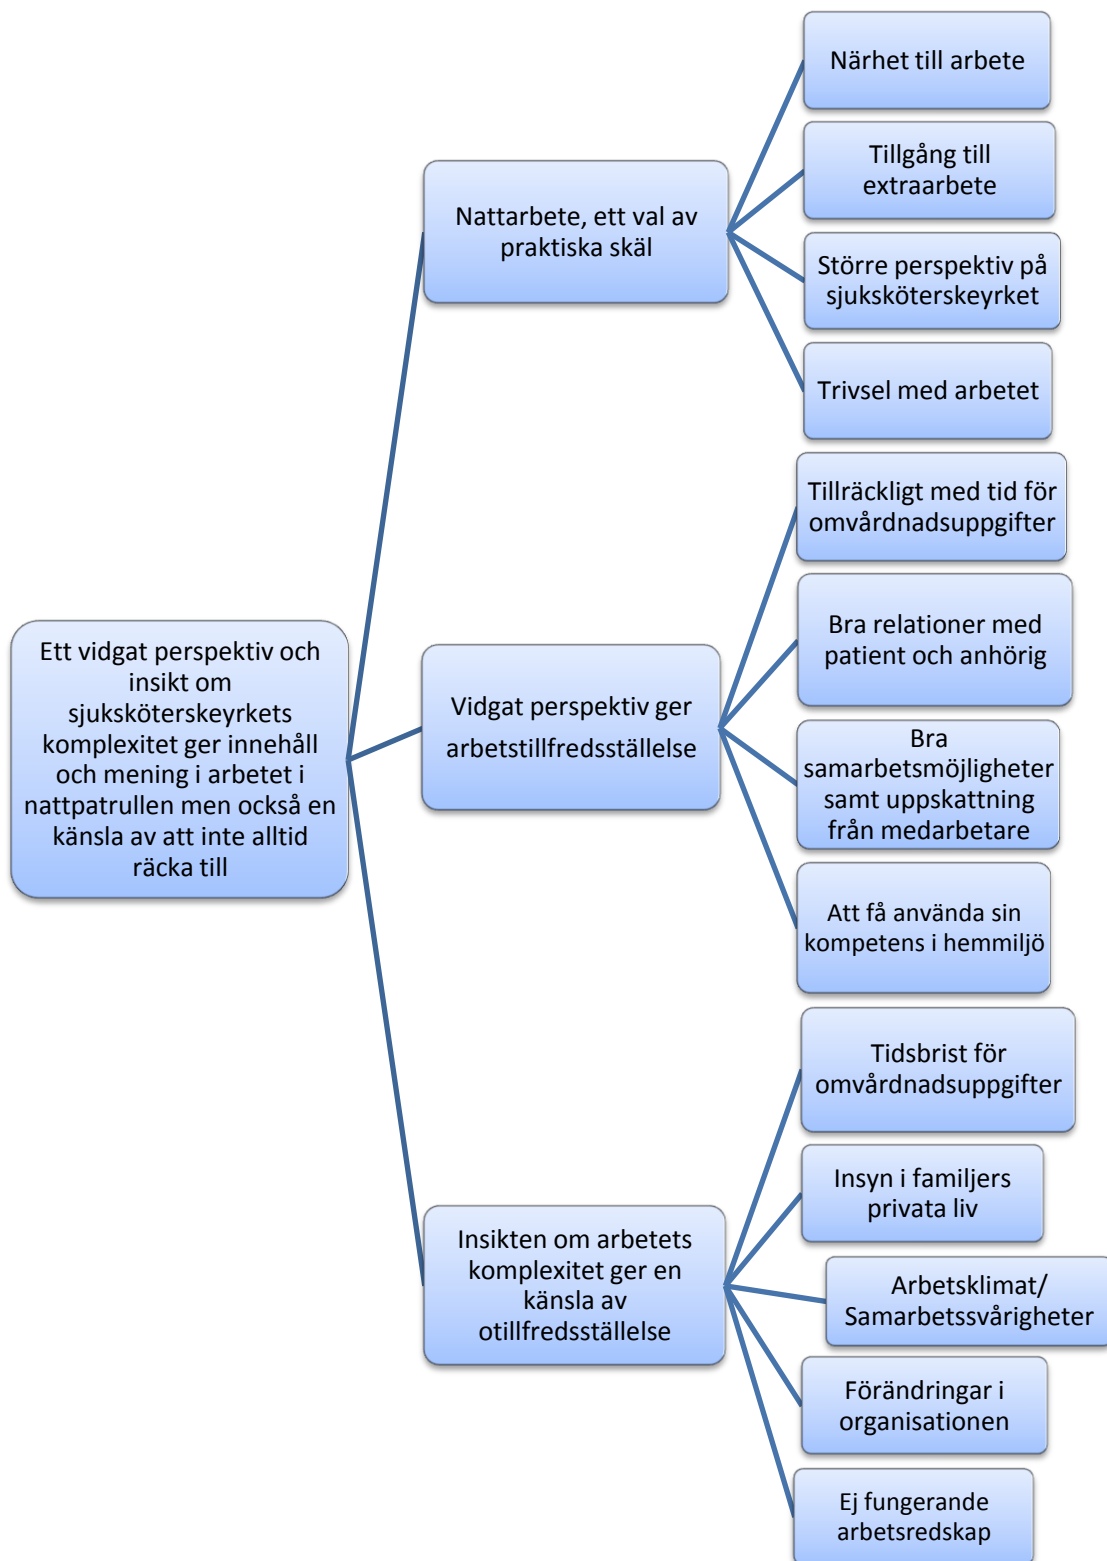 Ett vidgat perspektiv och
insikt om
sjuksköterskeyrkets
komplexitet ger innehåll
och mening i arbetet i
nattpatrullen men också en
känsla av att inte alltid
räcka till
Nattarbete, ett val av
praktiska skäl
Närhet till arbete
Tillgång till
extraarbete
Större perspektiv på
sjuksköterskeyrket
Trivsel med arbetet
Vidgat perspektiv ger
arbetstillfredsställelse
Tillräckligt med tid för
omvårdnadsuppgifter
Bra relationer med
patient och anhörig
Bra
samarbetsmöjligheter
samt uppskattning
från medarbetare
Att få använda sin
kompetens i hemmiljö
Insikten om arbetets
komplexitet ger en
känsla av
otillfredsställelse
Tidsbrist för
omvårdnadsuppgifter
Insyn i familjers
privata liv
Arbetsklimat/
Samarbetssvårigheter
Förändringar i
organisationen
Ej fungerande
arbetsredskap